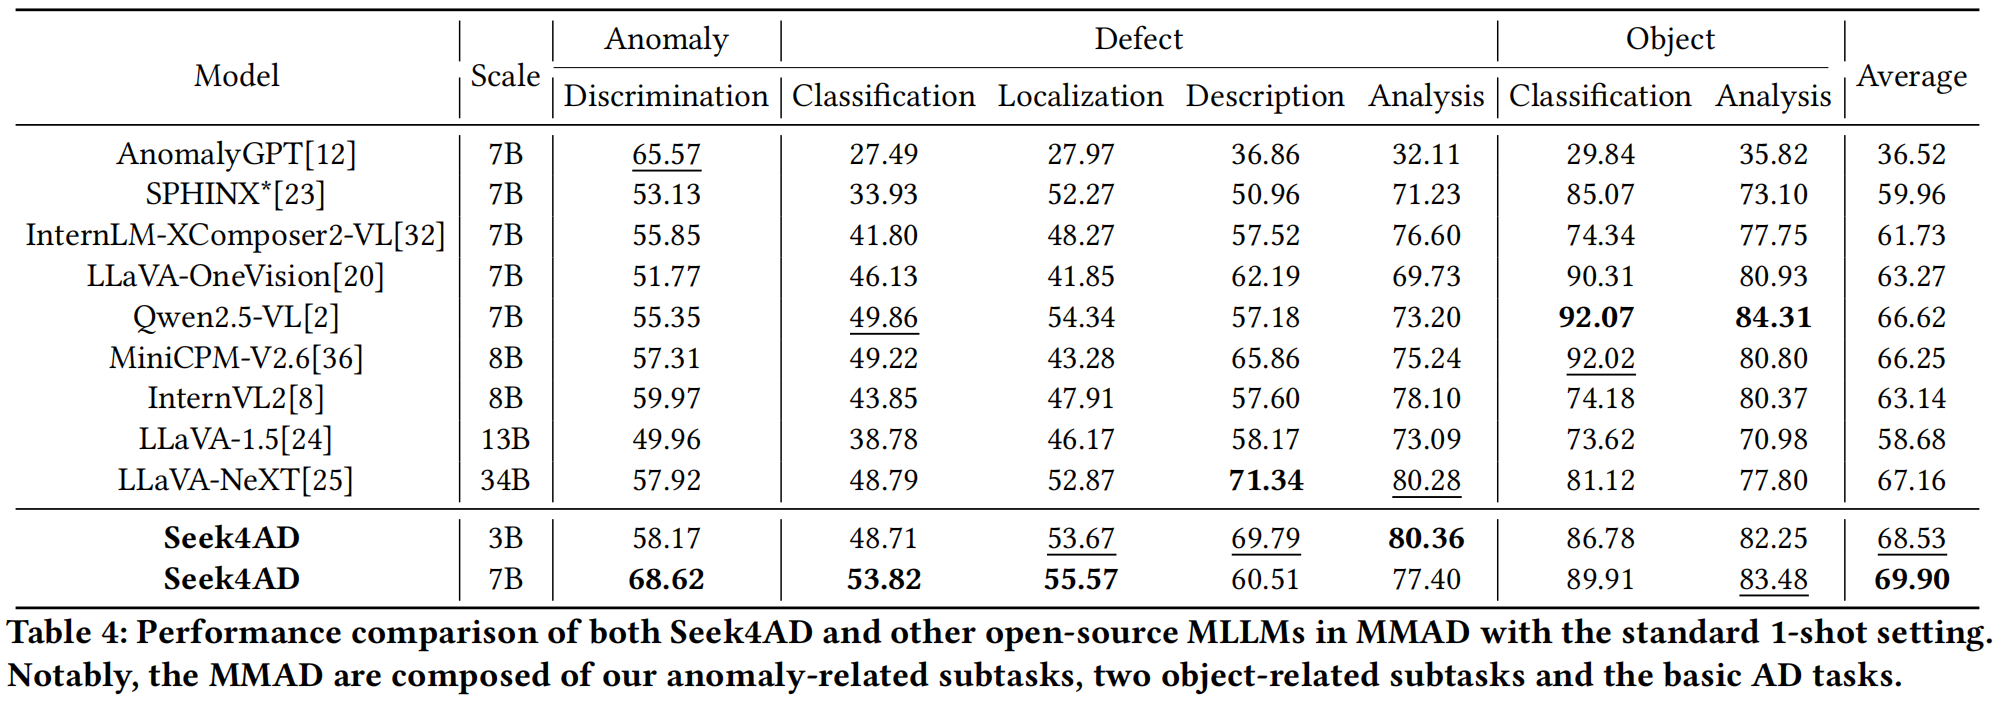 Model Scale Anomaly Defect Object Average
Discrimination Classification Localization Description Analysis Classification Analysis
AnomalyGPT[12] 7B 65.57 27.49 27.97 36.86 32.11 29.84 35.82 36.52
SPHINX*[23] 7B 53.13 33.93 52.27 50.96 71.23 85.07 73.10 59.96
InternLM-XComposer2-VL[32] 7B 55.85 41.80 48.27 57.52 76.60 74.34 77.75 61.73
LLaVA-OneVision[20] 7B 51.77 46.13 41.85 62.19 69.73 90.31 80.93 63.27
Qwen2.5-VL[2] 7B 55.35 49.86 54.34 57.18 73.20 92.07 84.31 66.62
MiniCPM-V2.6[36] 8B 57.31 49.22 43.28 65.86 75.24 92.02 80.80 66.25
InternVL2[8] 8B 59.97 43.85 47.91 57.60 78.10 74.18 80.37 63.14
LLaVA-1.5[24] 13B 49.96 38.78 46.17 58.17 73.09 73.62 70.98 58.68
LLaVA-NeXT[25] 34B 57.92 48.79 52.87 71.34 80.28 81.12 77.80 67.16
Seek4AD 3B 58.17 48.71 53.67 69.79 80.36 86.78 82.25 68.53
Seek4AD 7B 68.62 53.82 55.57 60.51 77.40 89.91 83.48 69.90
Table 4: Performance comparison of both Seek4AD and other open-source MLLMs in MMAD with the standard 1-shot setting.
Notably, the MMAD are composed of our anomaly-related subtasks, two object-related subtasks and the basic AD tasks.